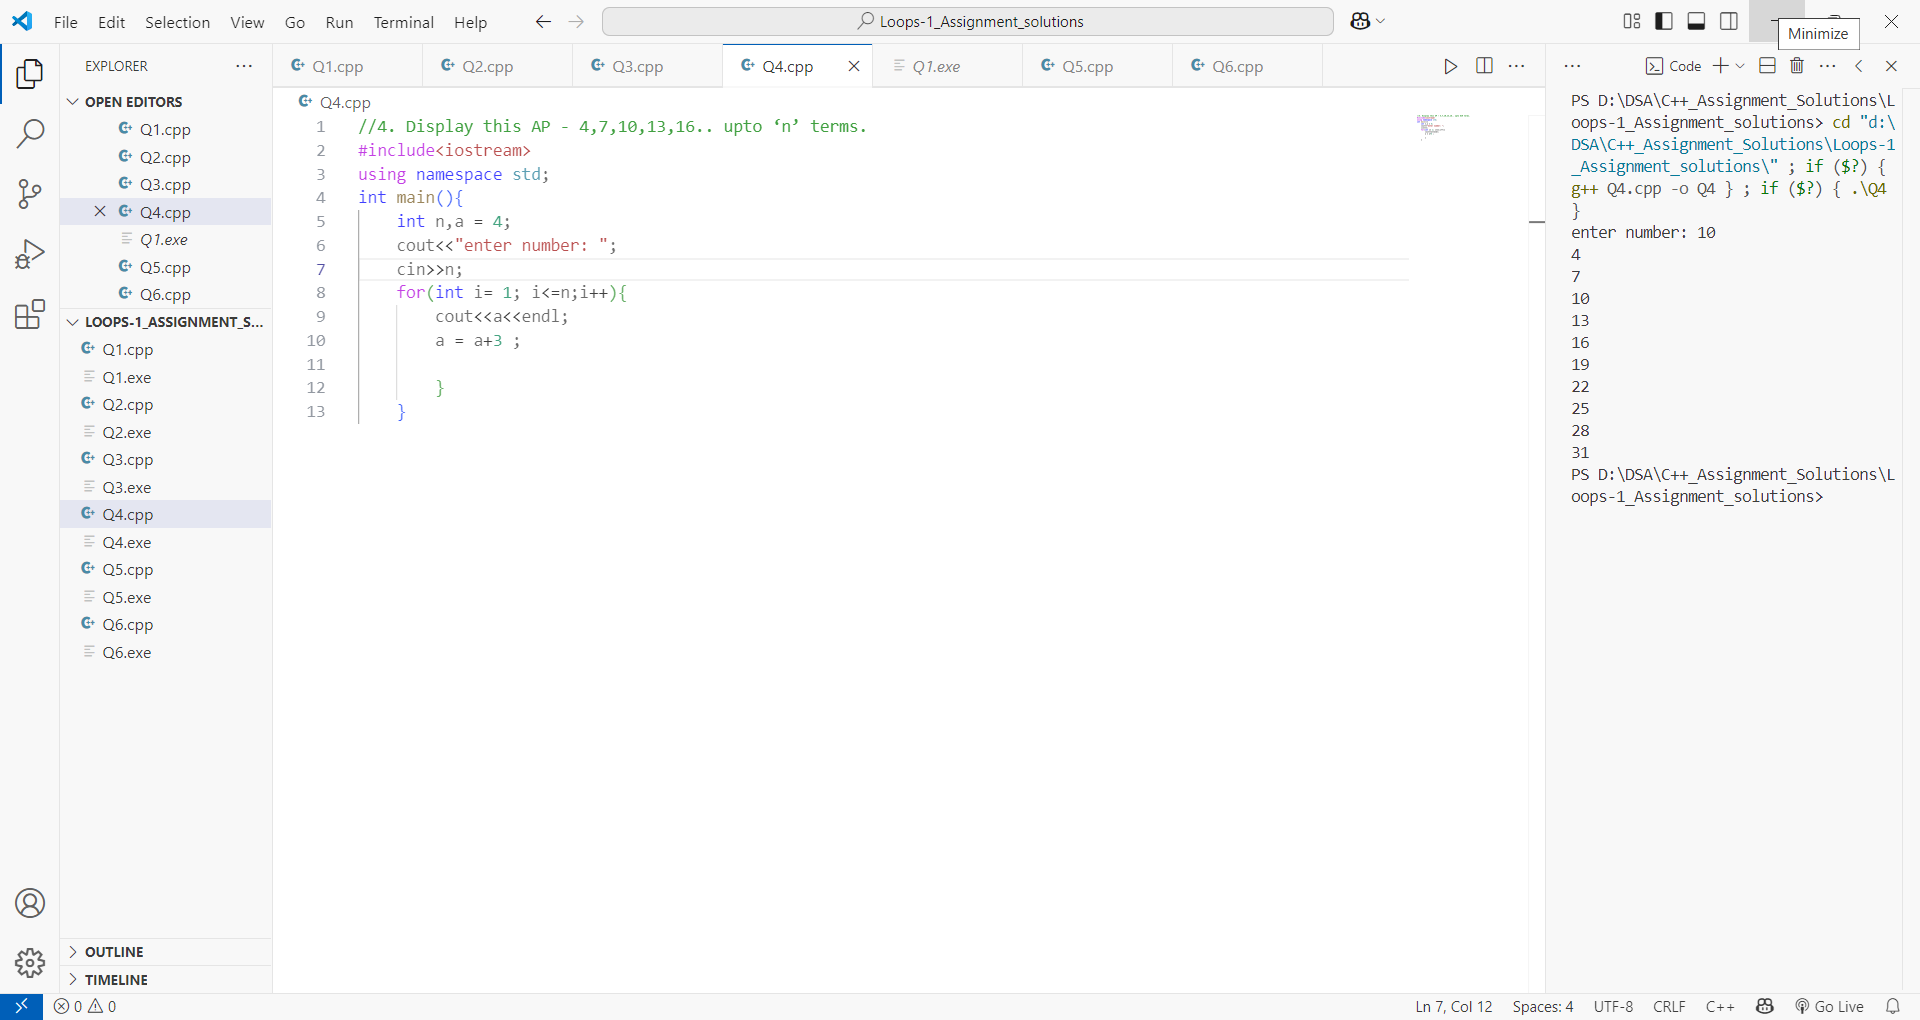 File Edit Selection View Go Run Terminal Help
Loops-1_Assignment_solutions
Minimize
EXPLORER
OPEN EDITORS
Q1.cpp
Q2.cpp
Q3.cpp
Q4.cpp
Q1.exe
Q5.cpp
Q6.cpp
LOOPS-1_ASSIGNMENT_S...
Q1.cpp
Q1.exe
Q2.cpp
Q2.exe
Q3.cpp
Q3.exe
Q4.cpp
Q4.exe
Q5.cpp
Q5.exe
Q6.cpp
Q6.exe
OUTLINE
TIMELINE
Q1.cpp Q2.cpp Q3.cpp Q4.cpp Q1.exe Q5.cpp Q6.cpp
Q4.cpp
1 //4. Display this AP - 4,7,10,13,16.. upto ‘n’ terms.
2 #include<iostream>
3 using namespace std;
4 int main(){
5 int n,a = 4;
6 cout<<"enter number: ";
7 cin>>n;
8 for(int i= 1; i<=n;i++){
9 cout<<a<<endl;
10 a = a+3 ;
11
12 }
13 }
Code
PS D:\DSA\C++_Assignment_Solutions\L
oops-1_Assignment_solutions> cd "d:\
DSA\C++_Assignment_Solutions\Loops-1
_Assignment_solutions\" ; if ($?) {
g++ Q4.cpp -o Q4 } ; if ($?) { .\Q4
}
enter number: 10
4
7
10
13
16
19
22
25
28
31
PS D:\DSA\C++_Assignment_Solutions\L
oops-1_Assignment_solutions>
0 0
Ln 7, Col 12 Spaces: 4 UTF-8 CRLF C++ Go Live